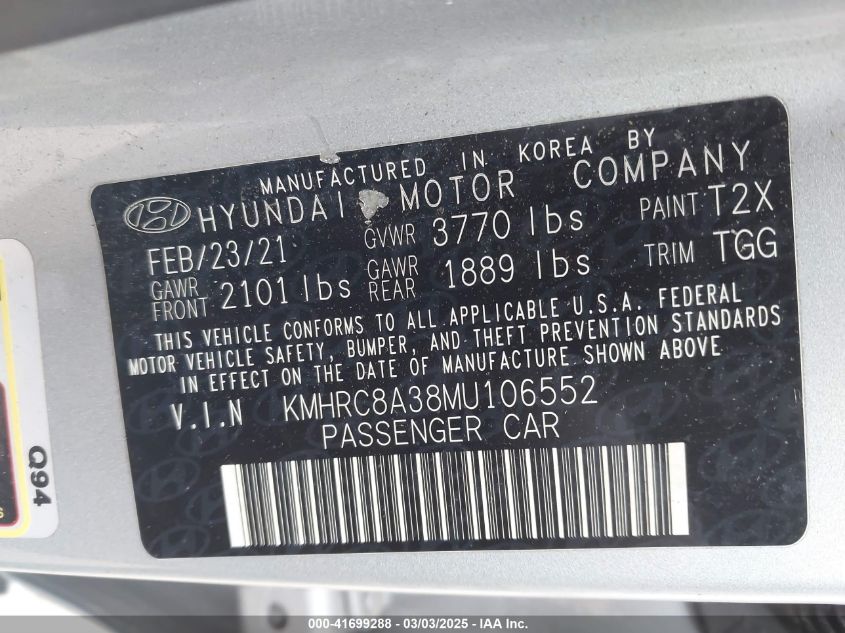 MANUFACTURED IN KOREA BY
HYUNDAI MOTOR COMPANY
FEB/23/21 GVWR 3770 lbs PAINT T2X
GAWR FRONT 2101 lbs GAWR REAR 1889 lbs TRIM TGG
THIS VEHICLE CONFORMS TO ALL APPLICABLE U.S.A. FEDERAL
MOTOR VEHICLE SAFETY, BUMPER, AND THEFT PREVENTION STANDARDS
IN EFFECT ON THE DATE OF MANUFACTURE SHOWN ABOVE
V.I.N KMHRC8A38MU106552
PASSENGER CAR
Q94
000-41699288 - 03/03/2025 - IAAI.COM